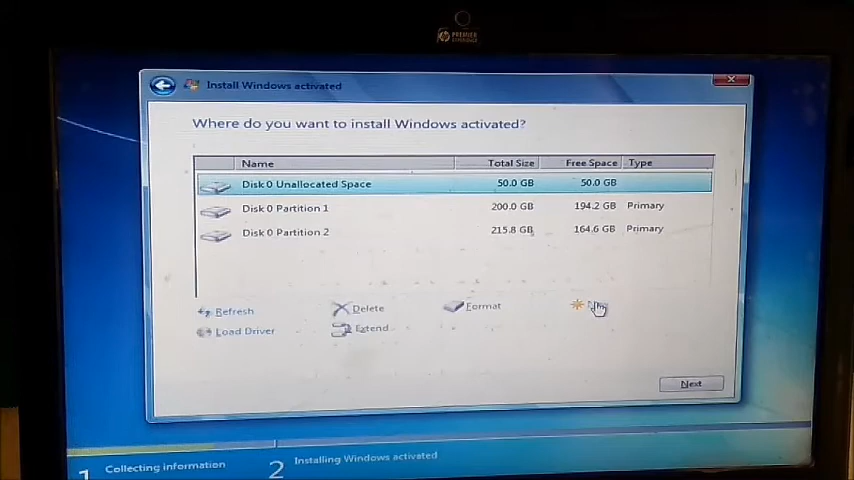 hp PREMIER
Install Windows activated
Where do you want to install Windows activated?
Name Total Size Free Space Type
Disk 0 Unallocated Space 50.0 GB 50.0 GB
Disk 0 Partition 1 200.0 GB 194.2 GB Primary
Disk 0 Partition 2 215.8 GB 164.6 GB Primary
Refresh Delete Format
Load Driver Extend
Next
1 Collecting information 2 Installing Windows activated